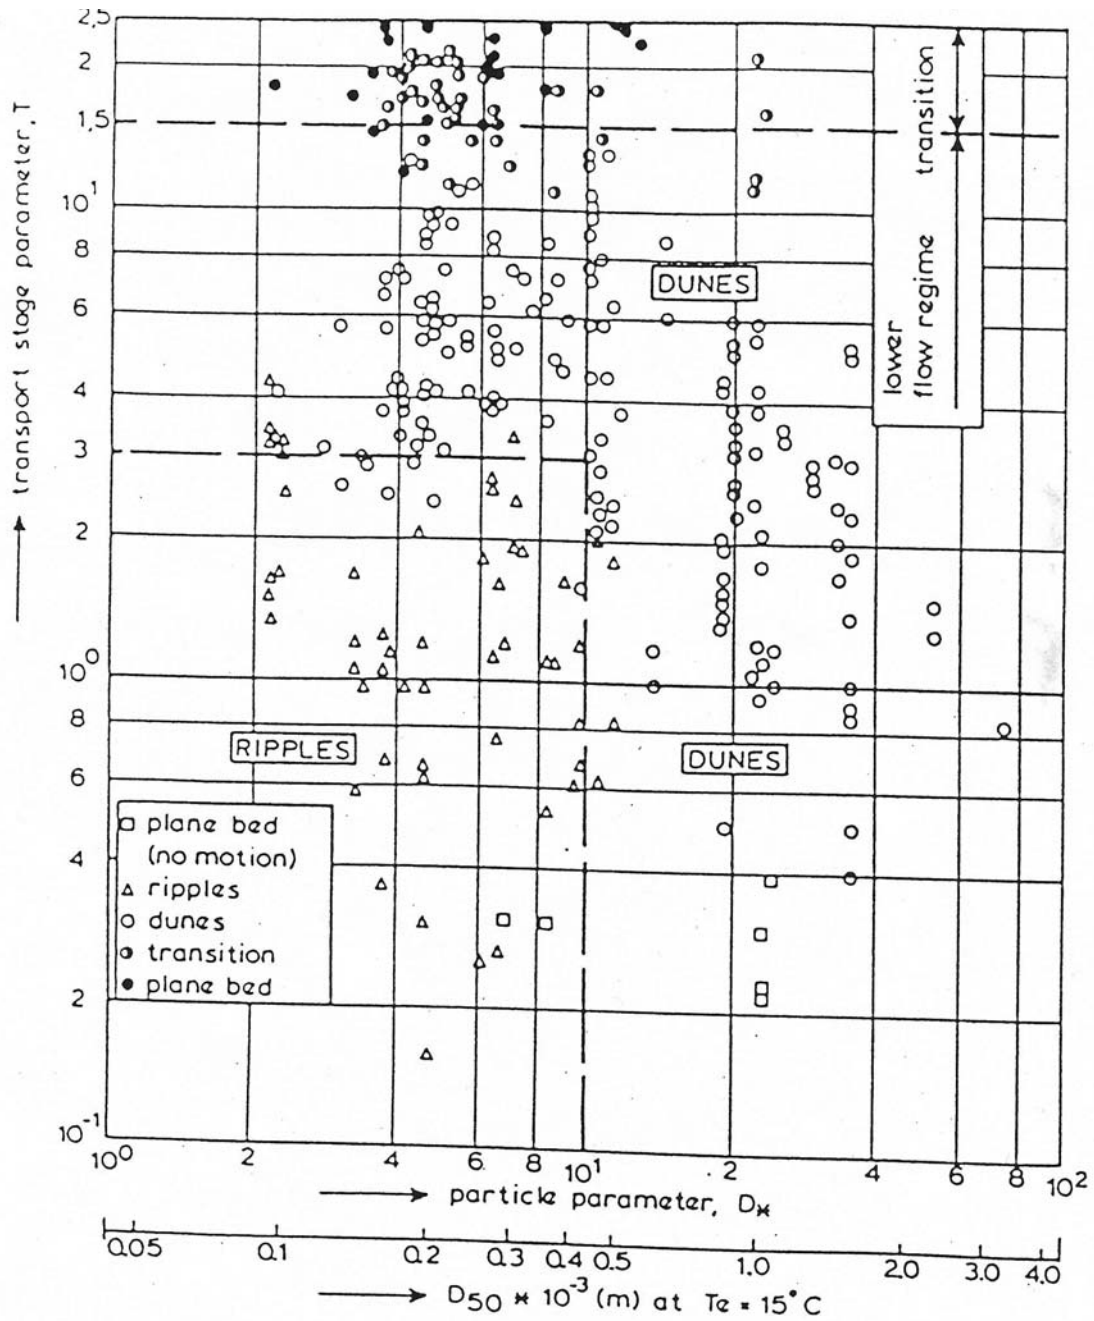 2,5
2
1,5
10¹
8
6
4
3
2
10⁰
8
6
4
2
10⁻¹
transport stage parameter, T
transition
lower
flow regime
DUNES
RIPPLES
DUNES
plane bed
(no motion)
ripples
dunes
transition
plane bed
10⁰ 2 4 6 8 10¹ 2 4 6 8 10²
particle parameter, D*
0.05 0.1 0.2 0.3 0.4 0.5 1.0 2.0 3.0 4.0
D50 * 10⁻³ (m) at Te = 15°C